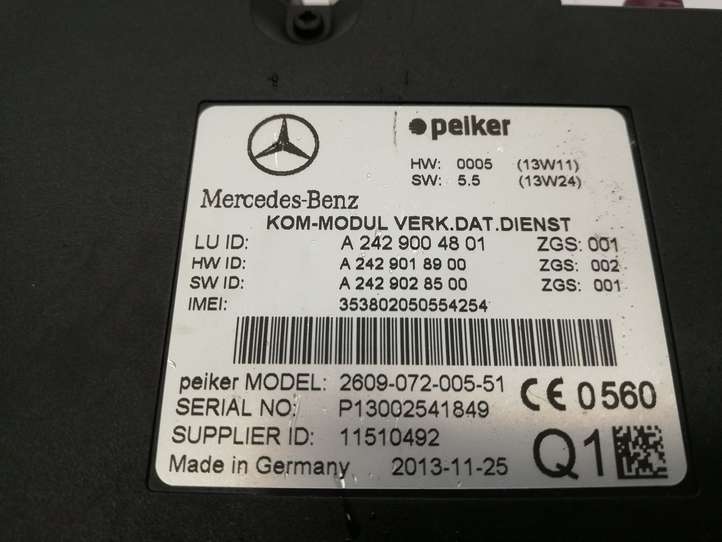 peiker
HW: 0005 (13W11)
SW: 5.5 (13W24)
Mercedes-Benz
KOM-MODUL VERK.DAT.DIENST
LU ID: A 242 900 48 01 ZGS: 001
HW ID: A 242 901 89 00 ZGS: 002
SW ID: A 242 902 85 00 ZGS: 001
IMEI: 353802050554254
peiker MODEL: 2609-072-005-51
SERIAL NO: P13002541849
CE 0560
SUPPLIER ID: 11510492
Made in Germany 2013-11-25
Q1